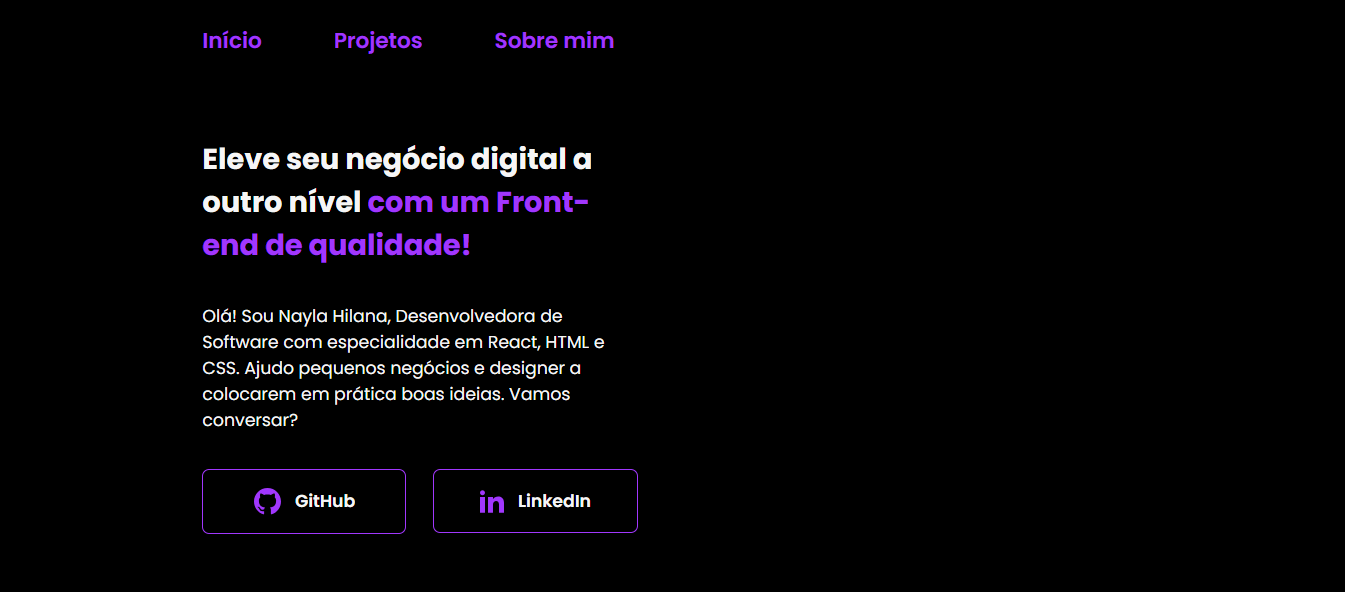 Início Projetos Sobre mim
Eleve seu negócio digital a
outro nível com um Front-
end de qualidade!
Olá! Sou Nayla Hilana, Desenvolvedora de
Software com especialidade em React, HTML e
CSS. Ajudo pequenos negócios e designer a
colocarem em prática boas ideias. Vamos
conversar?
GitHub LinkedIn